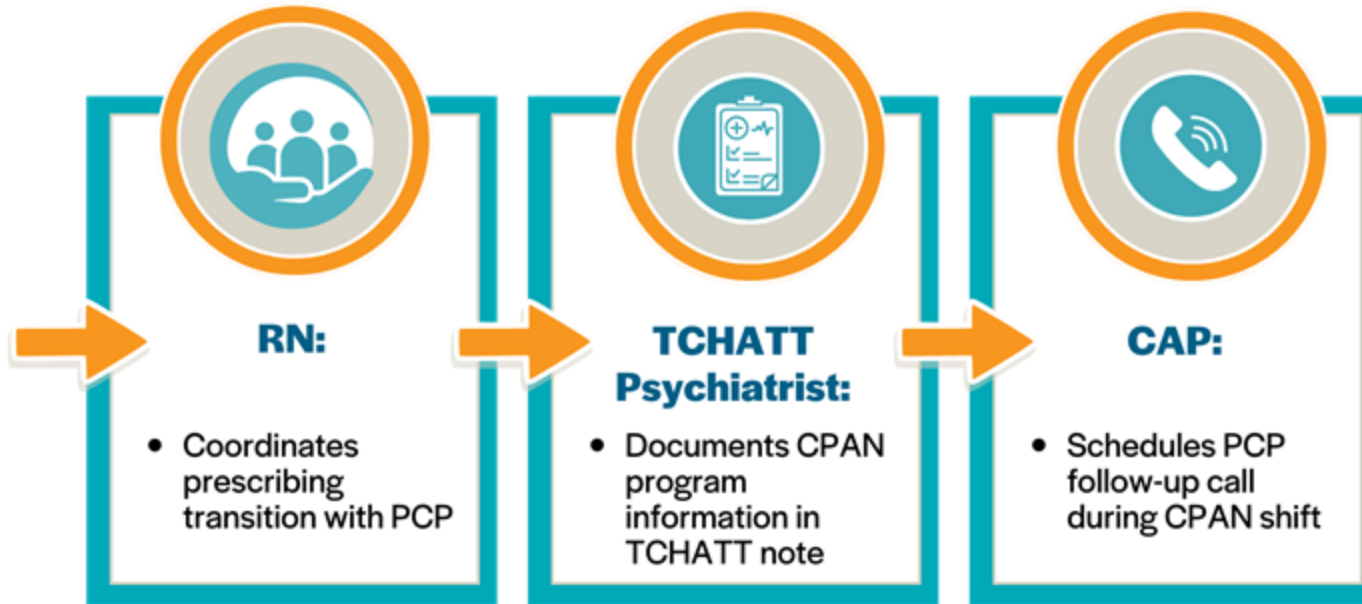 RN:
• Coordinates
prescribing
transition with PCP
TCHATT
Psychiatrist:
• Documents CPAN
program
information in
TCHATT note
CAP:
• Schedules PCP
follow-up call
during CPAN shift